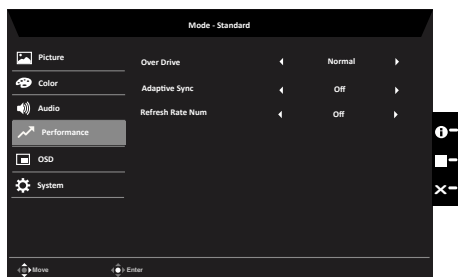 Mode - Standard
Picture
Over Drive Normal
Color
Adaptive Sync Off
Audio
Refresh Rate Num Off
Performance
OSD
System
Move Enter